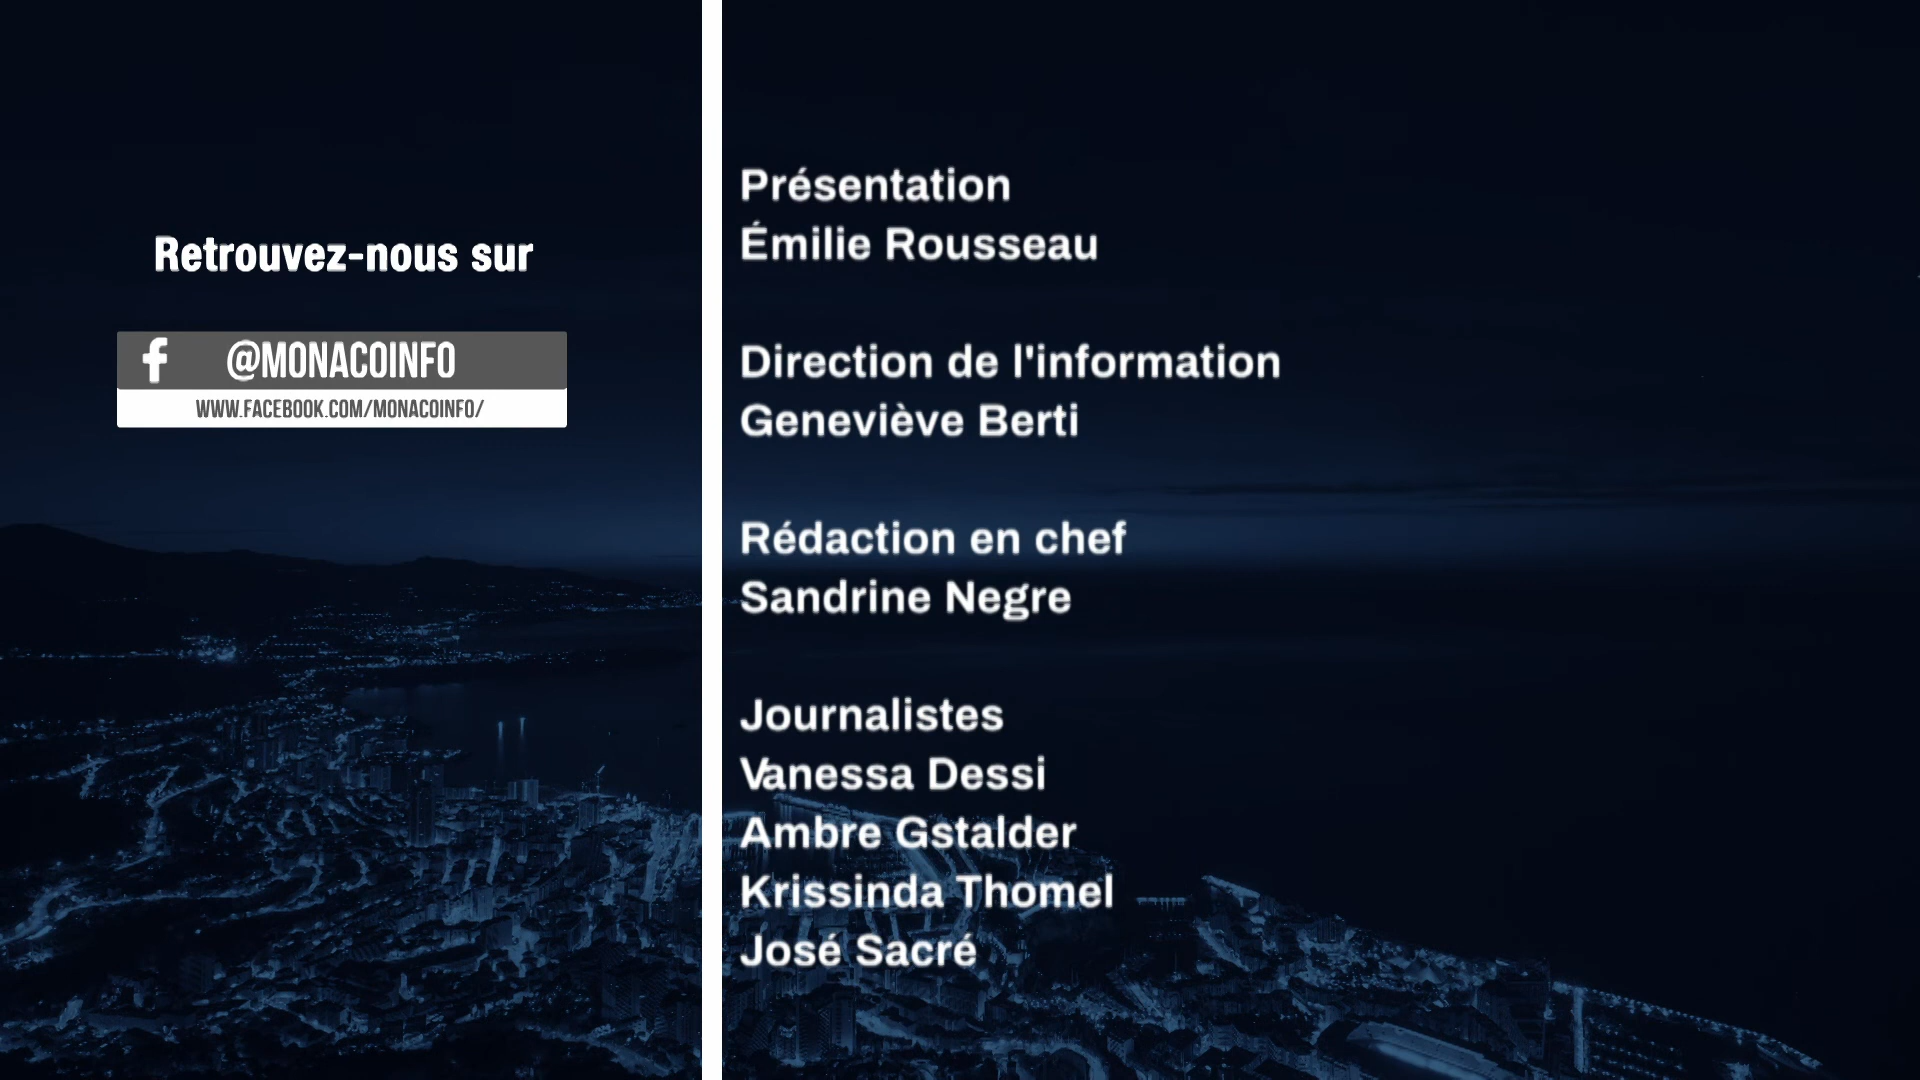 Retrouvez-nous sur
f @MONACOINFO
WWW.FACEBOOK.COM/MONACOINFO/
Présentation
Émilie Rousseau
Direction de l'information
Geneviève Berti
Rédaction en chef
Sandrine Negre
Journalistes
Vanessa Dessi
Ambre Gstalder
Krissinda Thomel
José Sacré